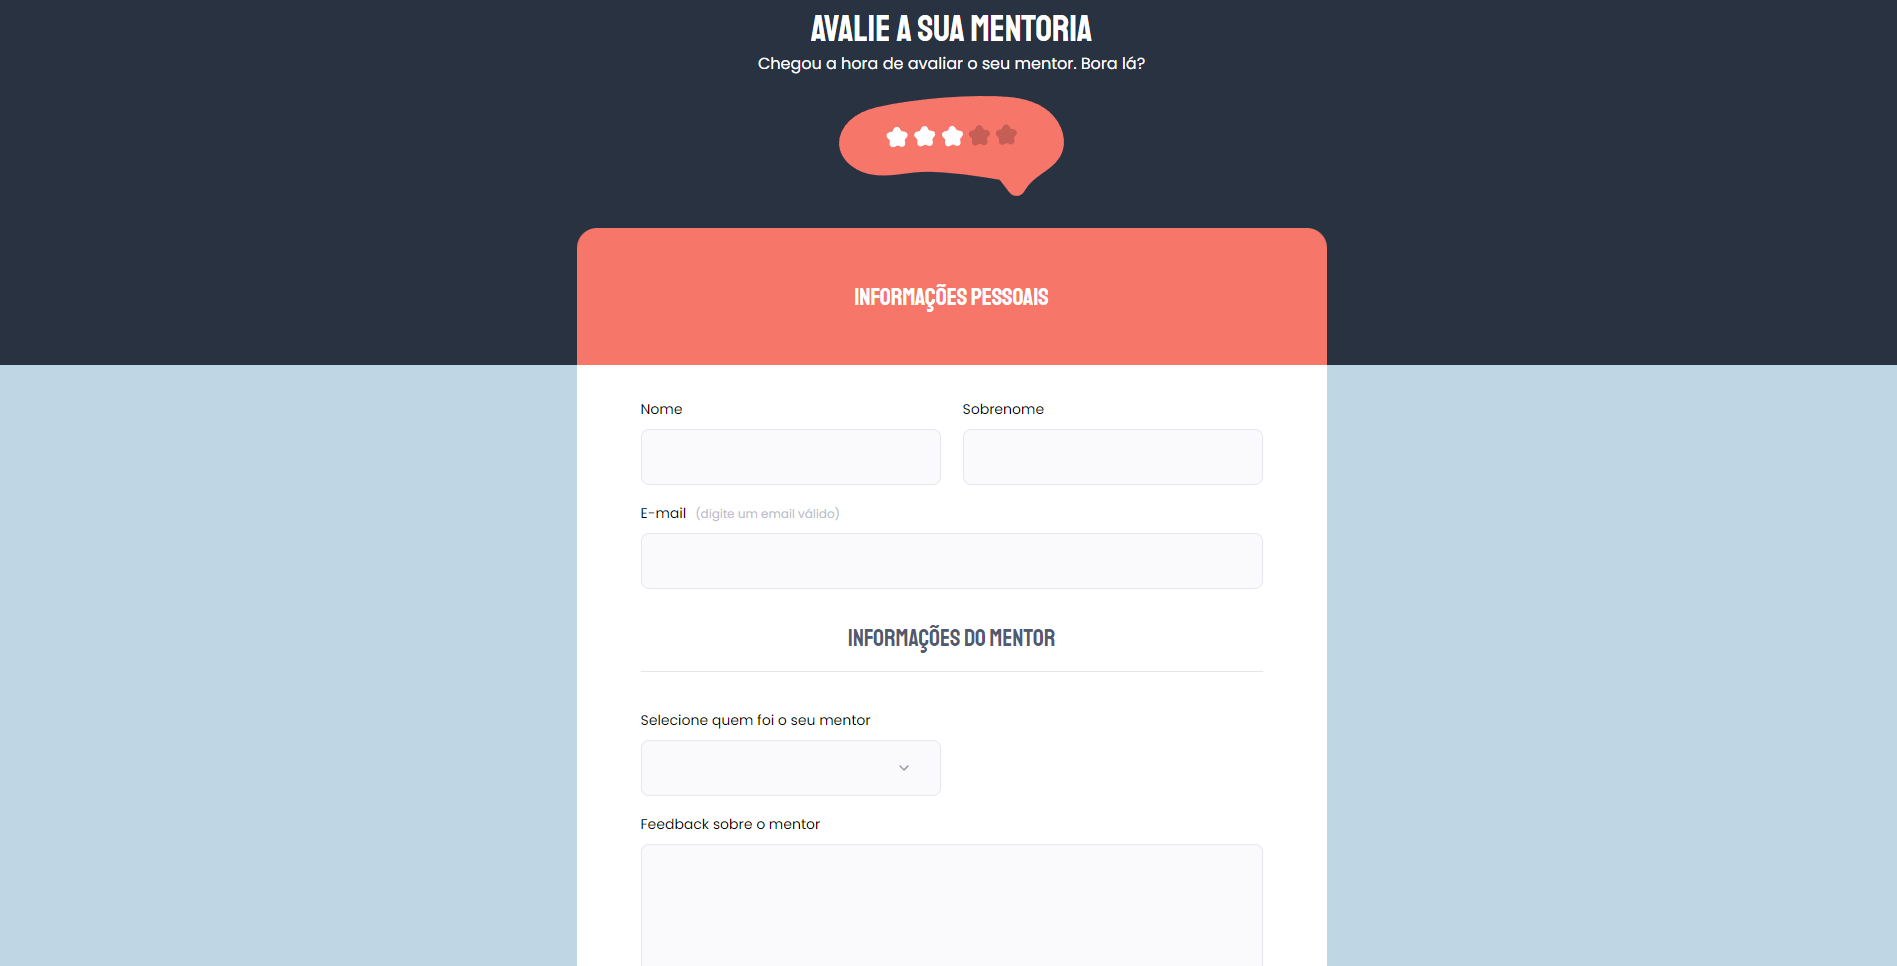 AVALIE A SUA MENTORIA
Chegou a hora de avaliar o seu mentor. Bora lá?
INFORMAÇÕES PESSOAIS
Nome
Sobrenome
E-mail (digite um email válido)
INFORMAÇÕES DO MENTOR
Selecione quem foi o seu mentor
Feedback sobre o mentor